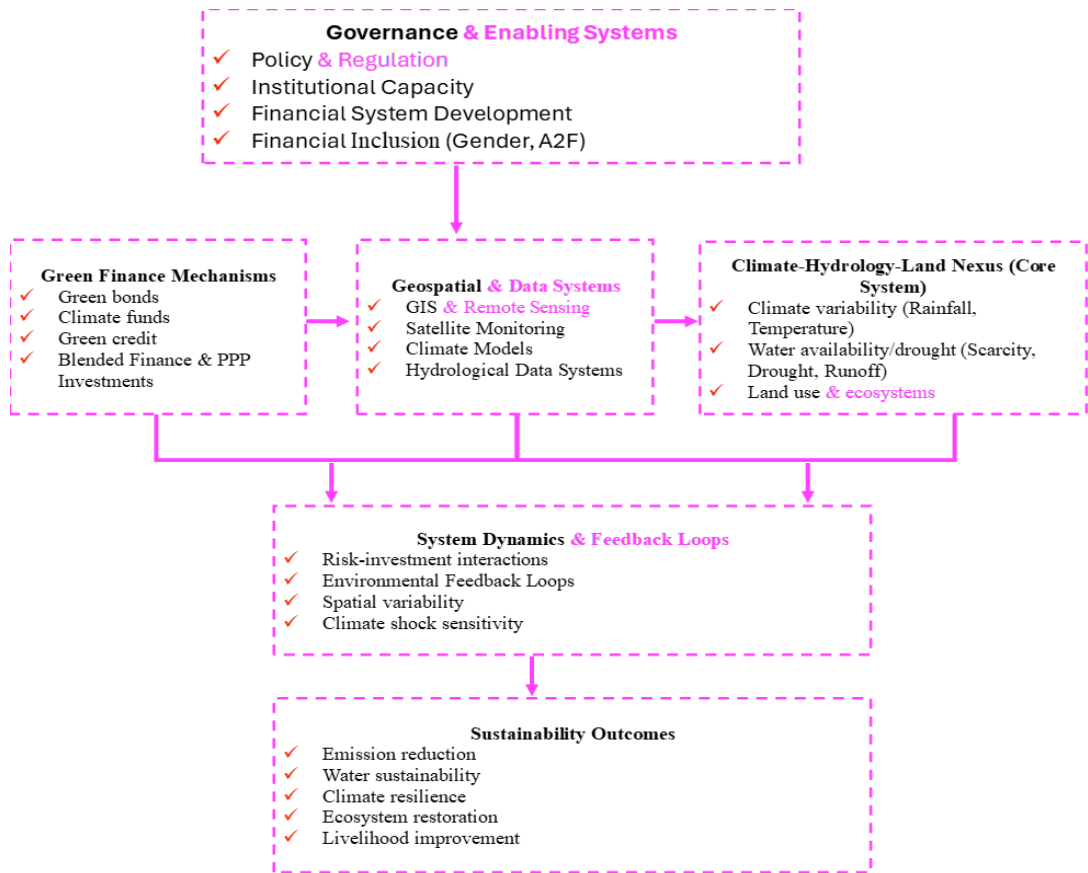 Governance & Enabling Systems
Policy & Regulation
Institutional Capacity
Financial System Development
Financial Inclusion (Gender, A2F)
Green Finance Mechanisms
Green bonds
Climate funds
Green credit
Blended Finance & PPP
Investments
Geospatial & Data Systems
GIS & Remote Sensing
Satellite Monitoring
Climate Models
Hydrological Data Systems
Climate-Hydrology-Land Nexus (Core
System)
Climate variability (Rainfall,
Temperature)
Water availability/drought (Scarcity,
Drought, Runoff)
Land use & ecosystems
System Dynamics & Feedback Loops
Risk-investment interactions
Environmental Feedback Loops
Spatial variability
Climate shock sensitivity
Sustainability Outcomes
Emission reduction
Water sustainability
Climate resilience
Ecosystem restoration
Livelihood improvement